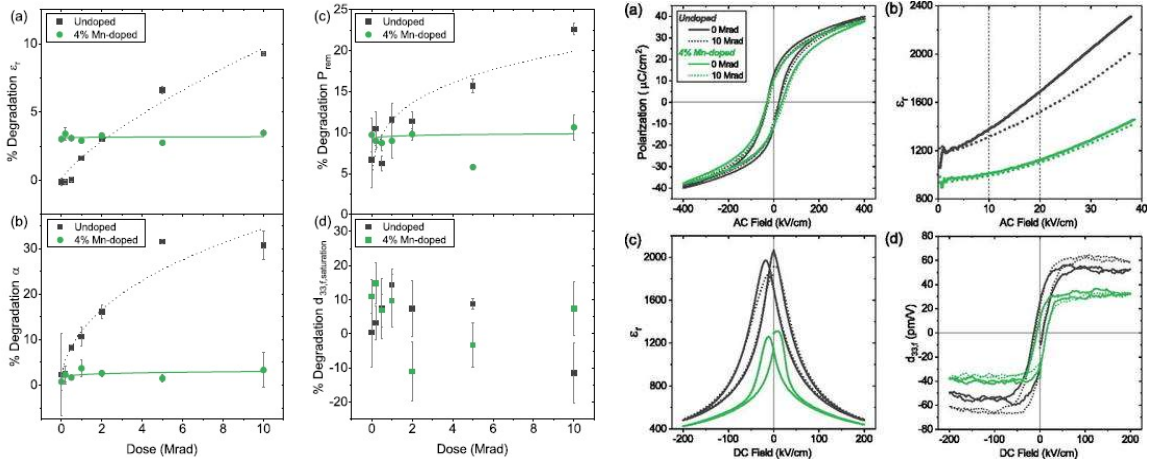 (a)
Undoped
4% Mn-doped
% Degradation εr
10
5
0
(b)
Undoped
4% Mn-doped
% Degradation α
30
20
10
0
0 2 4 6 8 10
Dose (Mrad)
(c)
Undoped
4% Mn-doped
% Degradation Prem
25
20
15
10
5
0
(d)
Undoped
4% Mn-doped
% Degradation d33,f,saturation
20
10
0
-10
-20
0 2 4 6 8 10
Dose (Mrad)
(a)
Undoped
0 Mrad
10 Mrad
4% Mn-doped
0 Mrad
10 Mrad
Polarization (μC/cm²)
40
30
20
10
0
-10
-20
-30
-40
-400 -200 0 200 400
AC Field (kV/cm)
(b)
εr
2400
2000
1600
1200
800
0 10 20 30 40
AC Field (kV/cm)
(c)
εr
2000
1600
1200
800
400
-200 -100 0 100 200
DC Field (kV/cm)
(d)
d33,f (pm/V)
80
60
40
20
0
-20
-40
-60
-80
-200 -100 0 100 200
DC Field (kV/cm)